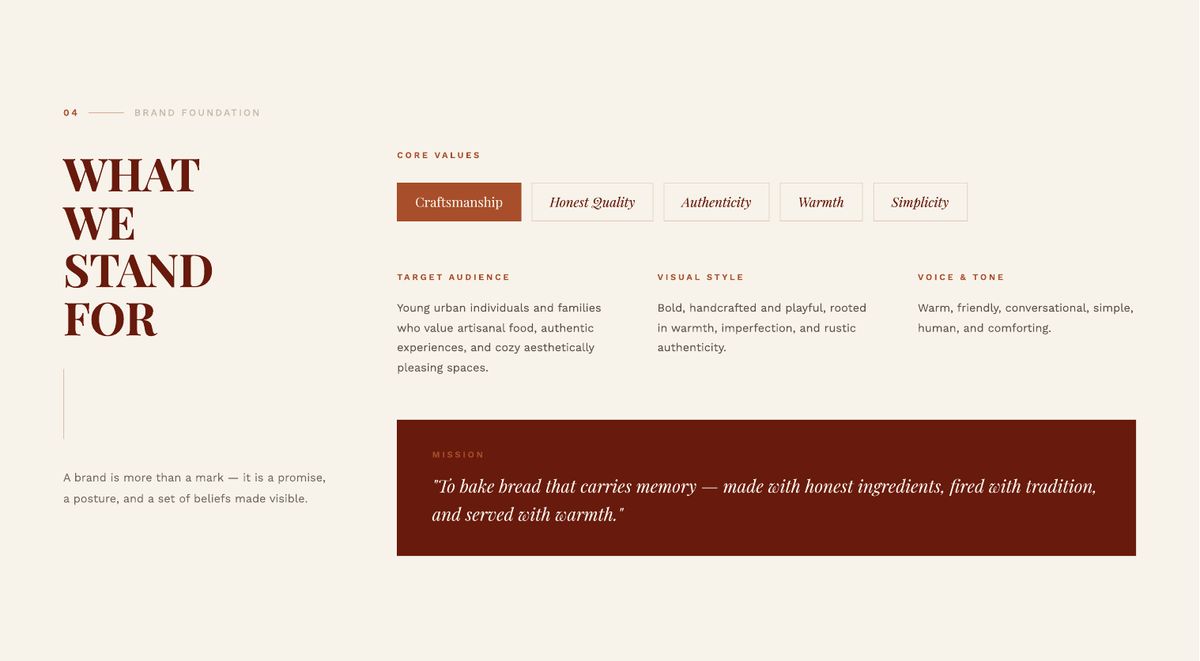 04 BRAND FOUNDATION
WHAT
WE
STAND
FOR
A brand is more than a mark — it is a promise,
a posture, and a set of beliefs made visible.
CORE VALUES
Craftsmanship
Honest Quality
Authenticity
Warmth
Simplicity
TARGET AUDIENCE
Young urban individuals and families
who value artisanal food, authentic
experiences, and cozy aesthetically
pleasing spaces.
VISUAL STYLE
Bold, handcrafted and playful, rooted
in warmth, imperfection, and rustic
authenticity.
VOICE & TONE
Warm, friendly, conversational, simple,
human, and comforting.
MISSION
"To bake bread that carries memory — made with honest ingredients, fired with tradition,
and served with warmth."